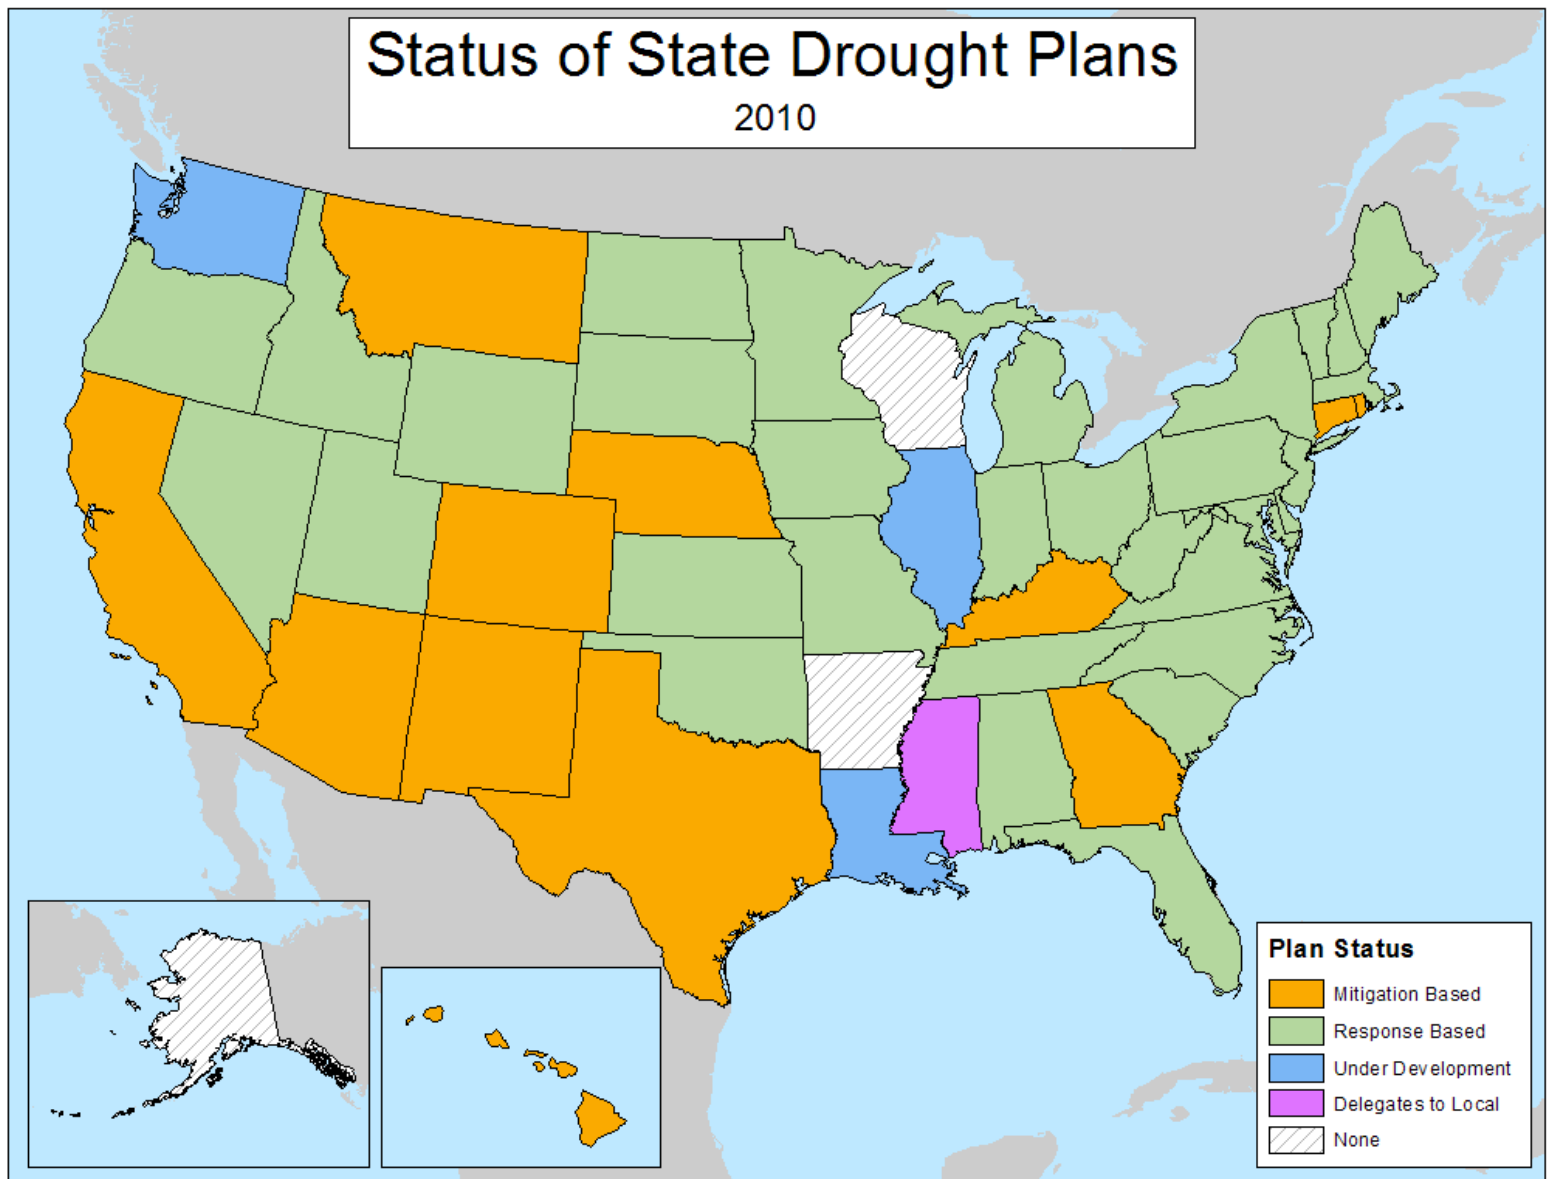 Status of State Drought Plans
2010
Plan Status
Mitigation Based
Response Based
Under Development
Delegates to Local
None